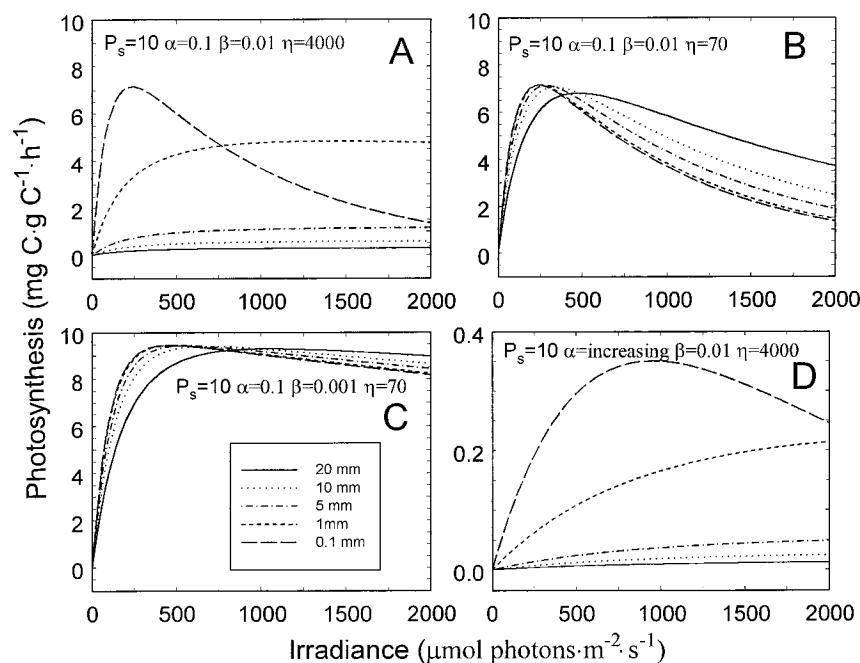 P_s=10 α=0.1 β=0.01 η=4000
A
P_s=10 α=0.1 β=0.01 η=70
B
10
8
6
4
2
0
0 500 1000 1500 2000
10
8
6
4
2
0
0 500 1000 1500 2000
Photosynthesis (mg C·g C⁻¹·h⁻¹)
P_s=10 α=0.1 β=0.001 η=70
C
20 mm
10 mm
5 mm
1mm
0.1 mm
10
8
6
4
2
0
0 500 1000 1500 2000
P_s=10 α=increasing β=0.01 η=4000
D
0.4
0.2
0.0
0 500 1000 1500 2000
Irradiance (μmol photons·m⁻²·s⁻¹)